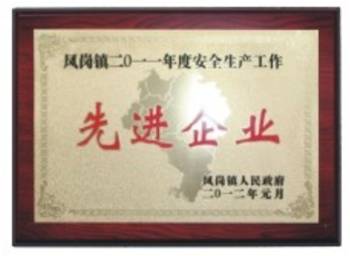 凤岗镇二〇一一年度安全生产工作
先进企业
凤岗镇人民政府
二〇一二年元月